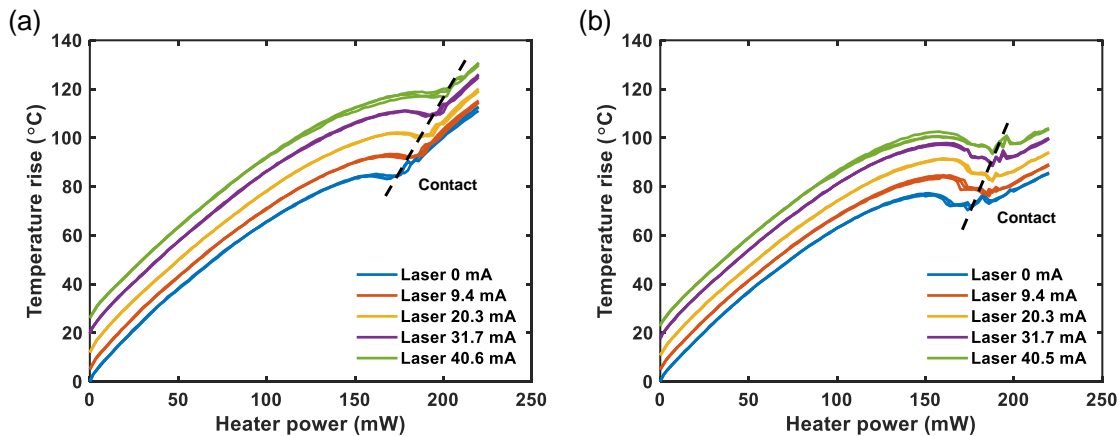 (a)
140
120
100
80
60
40
20
0
Temperature rise (°C)
0 50 100 150 200 250
Heater power (mW)
Contact
Laser 0 mA
Laser 9.4 mA
Laser 20.3 mA
Laser 31.7 mA
Laser 40.6 mA
(b)
140
120
100
80
60
40
20
0
Temperature rise (°C)
0 50 100 150 200 250
Heater power (mW)
Contact
Laser 0 mA
Laser 9.4 mA
Laser 20.3 mA
Laser 31.7 mA
Laser 40.5 mA